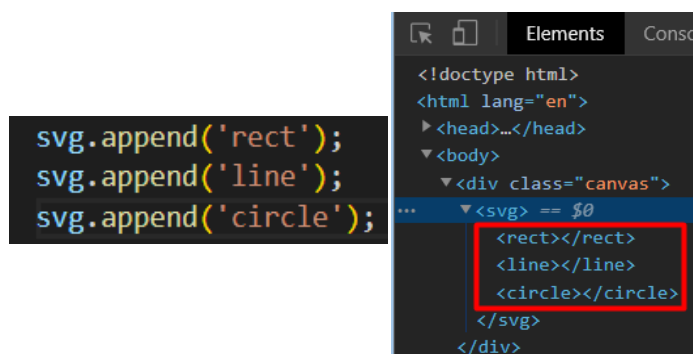 svg.append('rect');
svg.append('line');
svg.append('circle');
Elements Conso
<!doctype html>
<html lang="en">
<head>…</head>
<body>
<div class="canvas">
<svg> == $0
<rect></rect>
<line></line>
<circle></circle>
</svg>
</div>